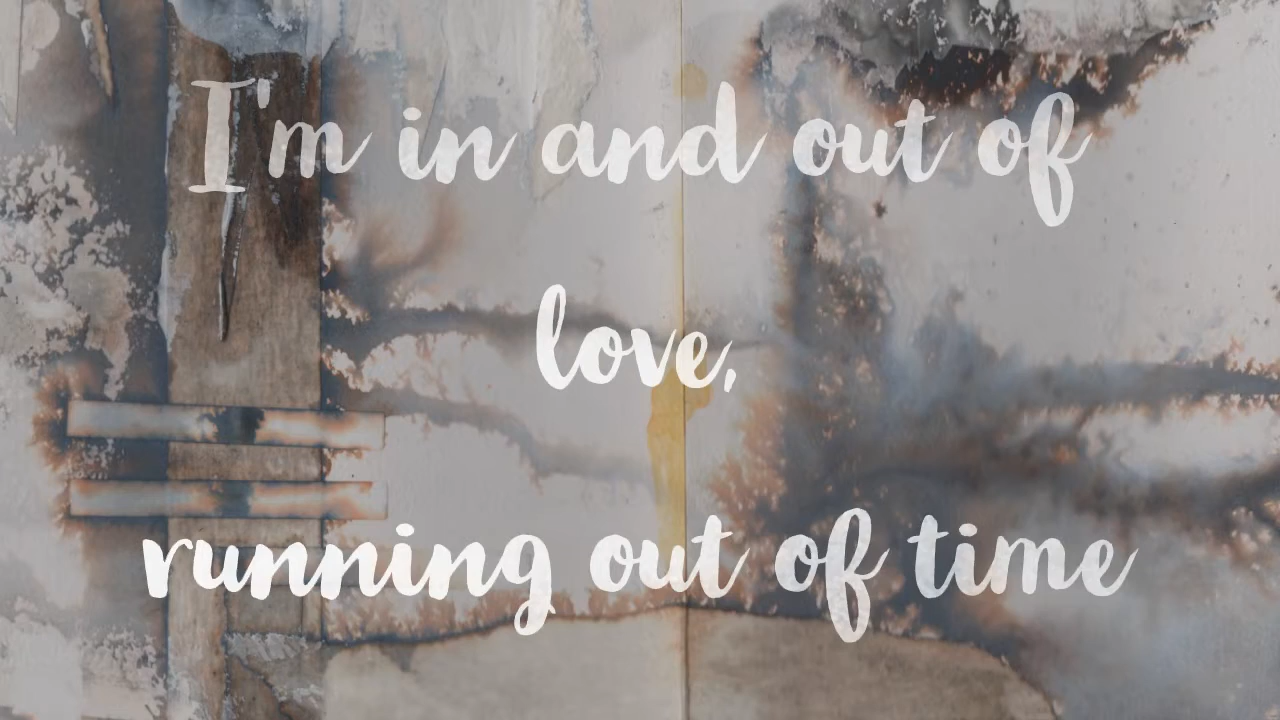 I'm in and out of
love,
running out of time